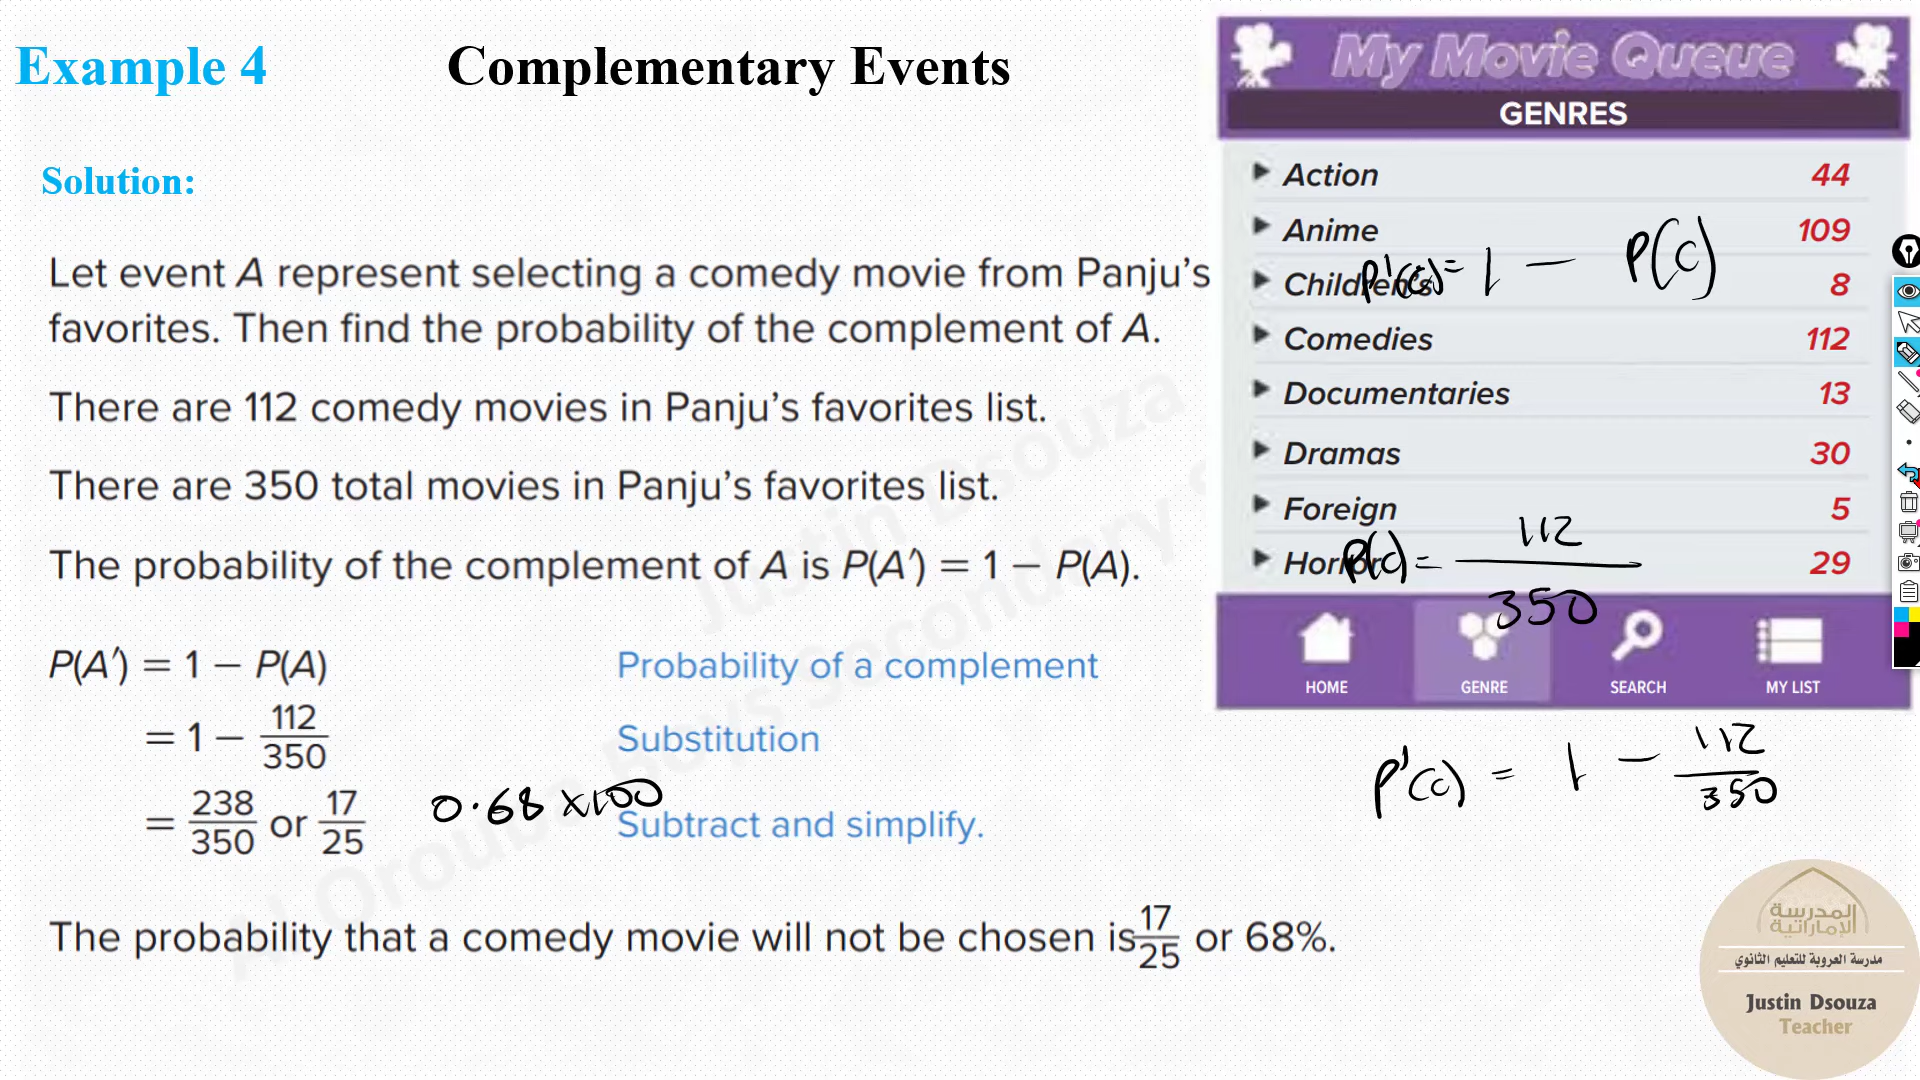 Example 4
Complementary Events
Solution:
Let event A represent selecting a comedy movie from Panju's
favorites. Then find the probability of the complement of A.
There are 112 comedy movies in Panju's favorites list.
There are 350 total movies in Panju's favorites list.
The probability of the complement of A is P(A′) = 1 − P(A).
P(A′) = 1 − P(A) Probability of a complement
= 1 − 112/350 Substitution
= 238/350 or 17/25 0.68 x100 Subtract and simplify.
The probability that a comedy movie will not be chosen is 17/25 or 68%.
My Movie Queue
GENRES
Action 44
Anime 109
P'(c) = 1 − P(C)
Children's 8
Comedies 112
Documentaries 13
Dramas 30
Foreign 5
Horror 29
P(c) = 112/350
HOME GENRE SEARCH MY LIST
P'(c) = 1 − 112/350
Justin Dsouza
Al Orouba Boys Secondary S
المدرسة
الإماراتية
مدرسة العروبة للتعليم الثانوي
Justin Dsouza
Teacher